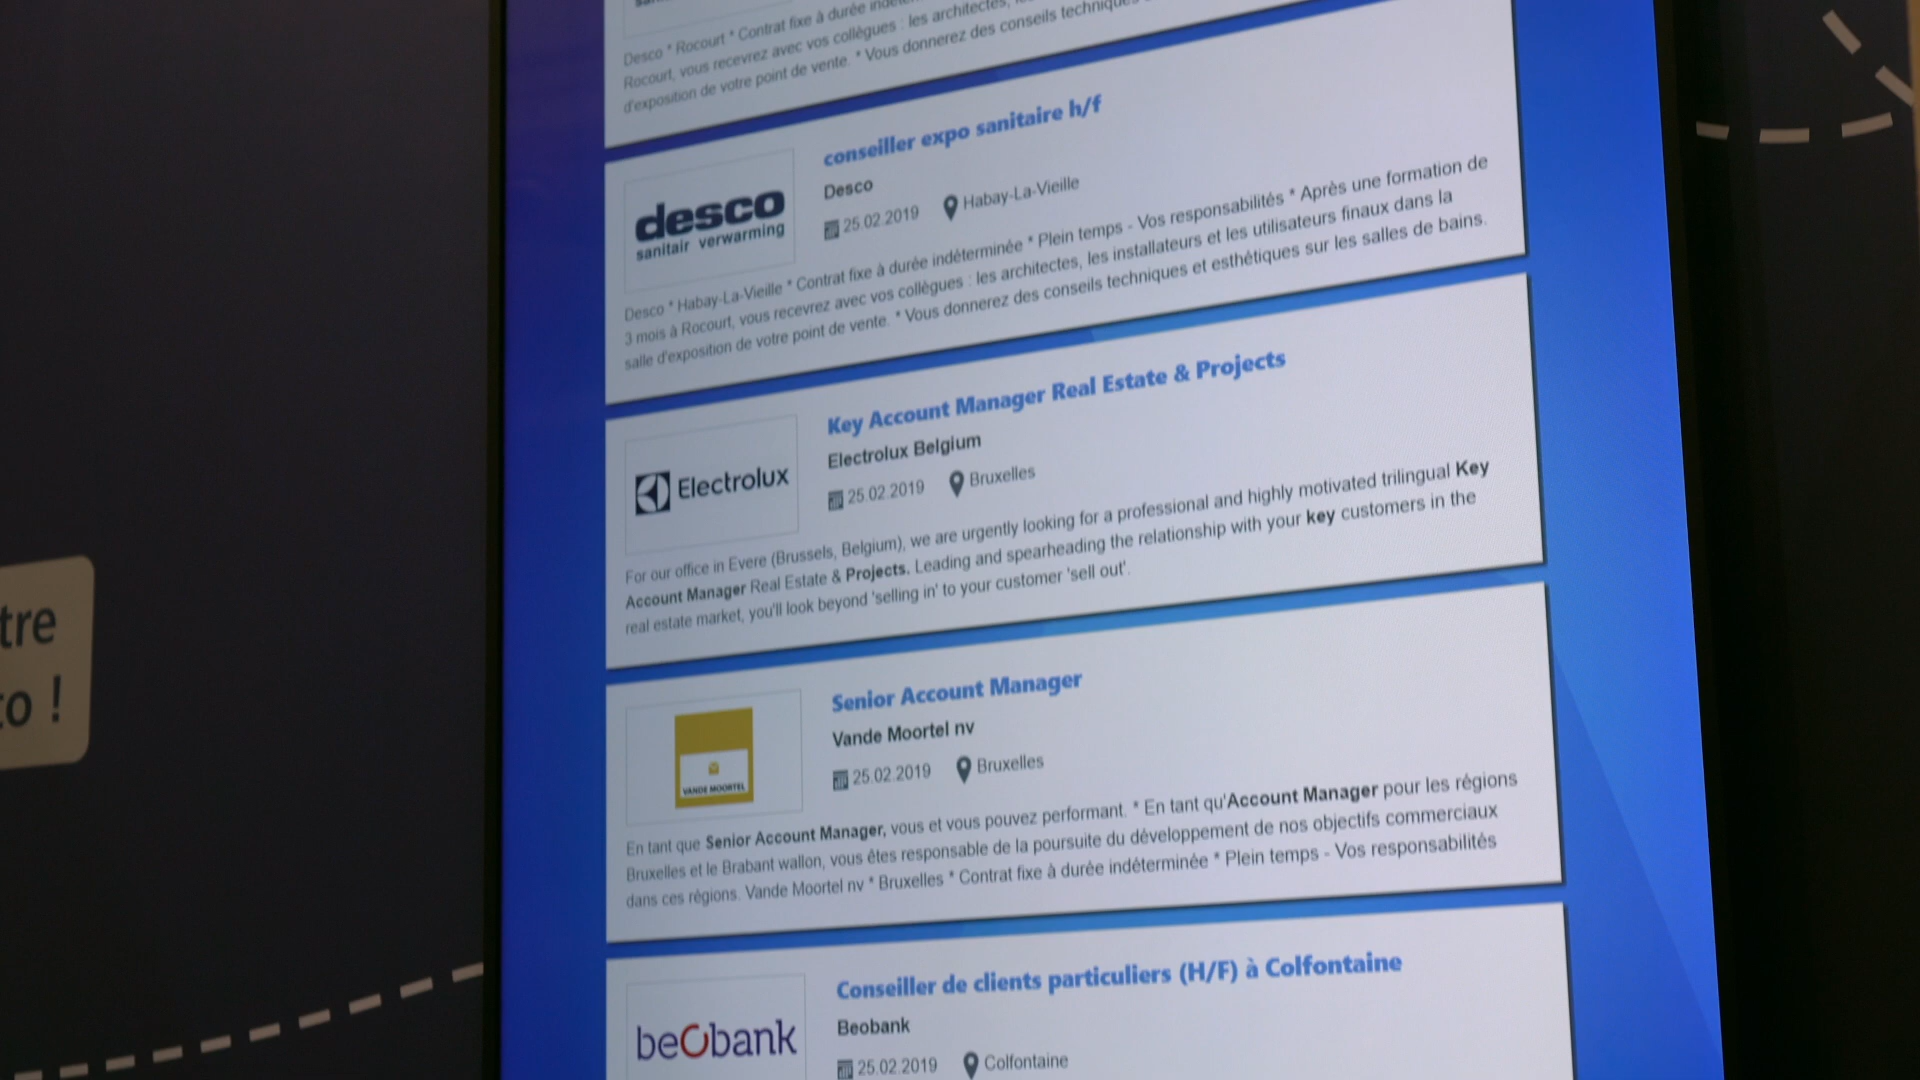 Desco * Rocourt * Contrat fixe à durée
Rocourt, vous recevrez avec vos collègues : les architectes,
d'exposition de votre point de vente. * Vous donnerez des conseils techniques
conseiller expo sanitaire h/f
desco
sanitair verwarming
Desco
25.02.2019 Habay-La-Vieille
Desco * Habay-La-Vieille * Contrat fixe à durée indéterminée * Plein temps - Vos responsabilités * Après une formation de
3 mois à Rocourt, vous recevrez avec vos collègues : les architectes, les installateurs et les utilisateurs finaux dans la
salle d'exposition de votre point de vente. * Vous donnerez des conseils techniques et esthétiques sur les salles de bains.
Key Account Manager Real Estate & Projects
Electrolux
Electrolux Belgium
25.02.2019 Bruxelles
For our office in Evere (Brussels, Belgium), we are urgently looking for a professional and highly motivated trilingual Key
Account Manager Real Estate & Projects. Leading and spearheading the relationship with your key customers in the
real estate market, you'll look beyond 'selling in' to your customer 'sell out'.
tre
to !
Senior Account Manager
VANDE MOORTEL
Vande Moortel nv
25.02.2019 Bruxelles
En tant que Senior Account Manager, vous et vous pouvez performant. * En tant qu'Account Manager pour les régions
Bruxelles et le Brabant wallon, vous êtes responsable de la poursuite du développement de nos objectifs commerciaux
dans ces régions. Vande Moortel nv * Bruxelles * Contrat fixe à durée indéterminée * Plein temps - Vos responsabilités
Conseiller de clients particuliers (H/F) à Colfontaine
beobank
Beobank
25.02.2019 Colfontaine